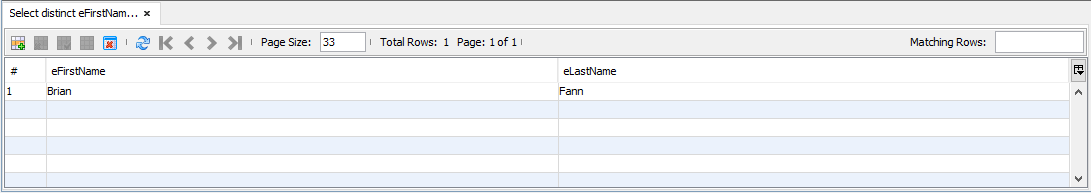 Select distinct eFirstNam... ×
Page Size: 33 Total Rows: 1 Page: 1 of 1 Matching Rows:
# eFirstName eLastName
1 Brian Fann